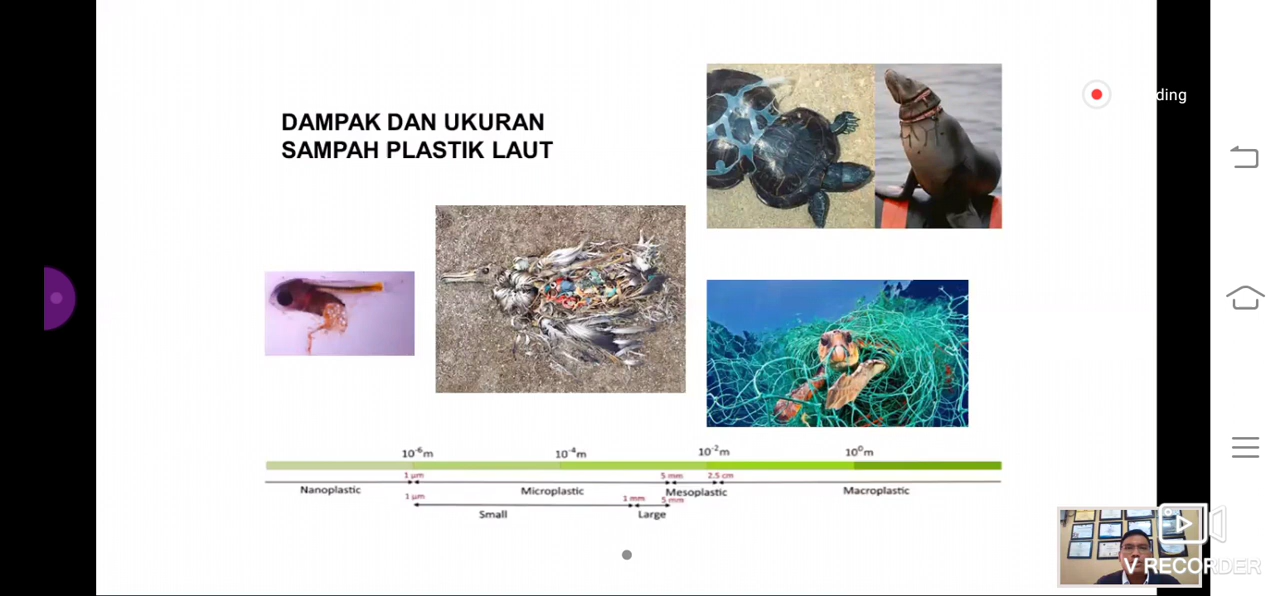 DAMPAK DAN UKURAN
SAMPAH PLASTIK LAUT
ding
10⁻⁶m 10⁻⁴m 10⁻²m 10⁰m
1 μm 5 mm 2.5 cm
Nanoplastic Microplastic Mesoplastic Macroplastic
1 μm 1 mm 5 mm
Small Large
V RECORDER